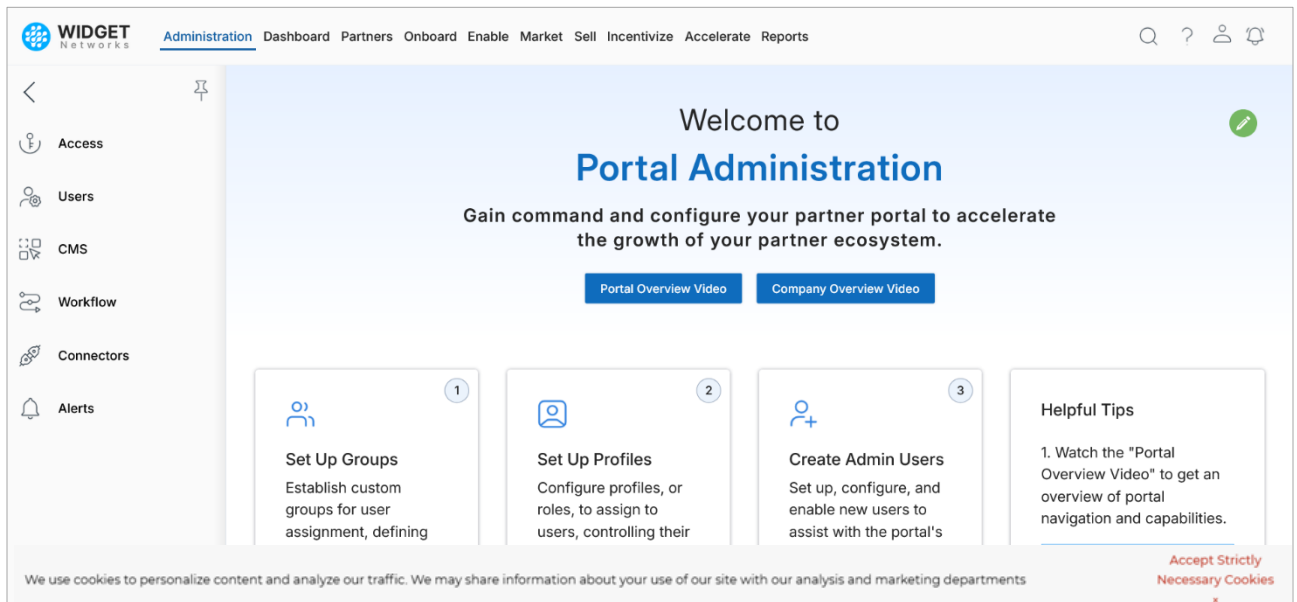 WIDGET
Networks
Administration Dashboard Partners Onboard Enable Market Sell Incentivize Accelerate Reports
Access
Users
CMS
Workflow
Connectors
Alerts
Welcome to
Portal Administration
Gain command and configure your partner portal to accelerate
the growth of your partner ecosystem.
Portal Overview Video
Company Overview Video
1
Set Up Groups
Establish custom
groups for user
assignment, defining
2
Set Up Profiles
Configure profiles, or
roles, to assign to
users, controlling their
3
Create Admin Users
Set up, configure, and
enable new users to
assist with the portal's
Helpful Tips
1. Watch the "Portal
Overview Video" to get an
overview of portal
navigation and capabilities.
We use cookies to personalize content and analyze our traffic. We may share information about your use of our site with our analysis and marketing departments
Accept Strictly
Necessary Cookies
x